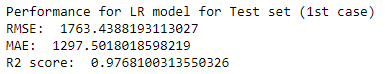 Performance for LR model for Test set (1st case)
RMSE:  1763.4388193113027
MAE:  1297.5018018598219
R2 score:  0.9768100313550326